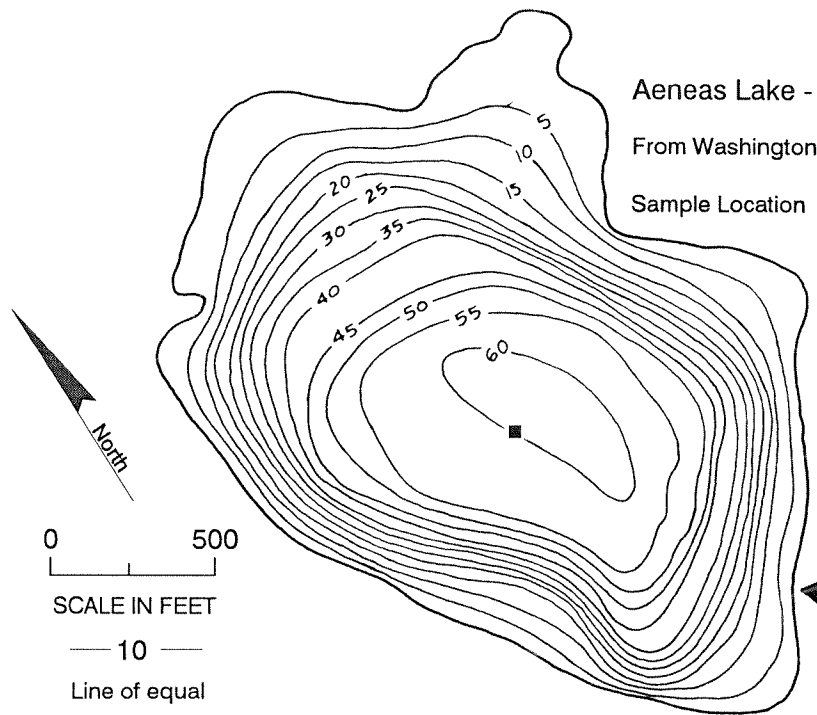 Aeneas Lake -
From Washington
Sample Location
5
10
15
20
25
30
35
40
45
50
55
60
North
0 500
SCALE IN FEET
10
Line of equal